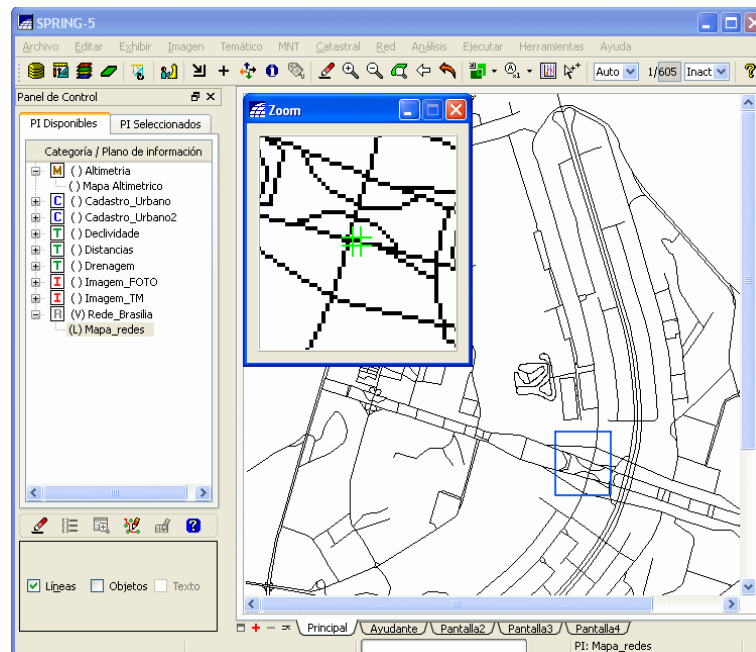 SPRING-5
Archivo Editar Exhibir Imagen Temático MNT Catastral Red Análisis Ejecutar Herramientas Ayuda
Auto 1/605 Inact
Panel de Control
PI Disponibles PI Seleccionados
Categoría / Plano de información
M ( ) Altimetria
( ) Mapa Altimetrico
C ( ) Cadastro_Urbano
C ( ) Cadastro_Urbano2
T ( ) Declividade
T ( ) Distancias
T ( ) Drenagem
I ( ) Imagem_FOTO
I ( ) Imagem_TM
R (V) Rede_Brasilia
(L) Mapa_redes
Líneas Objetos Texto
Zoom
Principal Ayudante Pantalla2 Pantalla3 Pantalla4
PI: Mapa_redes